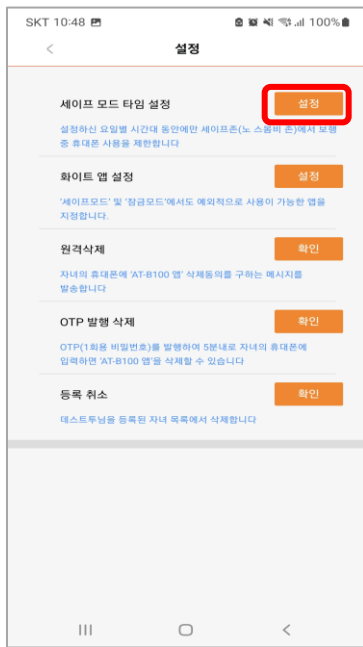 SKT 10:48 100%
설정
세이프 모드 타임 설정 설정
설정하신 요일별 시간대 동안에만 세이프존(노 스몸비 존)에서 보행
중 휴대폰 사용을 제한합니다
화이트 앱 설정 설정
'세이프모드' 및 '잠금모드'에서도 예외적으로 사용이 가능한 앱을
지정합니다.
원격삭제 확인
자녀의 휴대폰에 'AT-B100 앱' 삭제동의를 구하는 메시지를
발송합니다
OTP 발행 삭제 확인
OTP(1회용 비밀번호)를 발행하여 5분내로 자녀의 휴대폰에
입력하면 'AT-B100 앱'을 삭제할 수 있습니다
등록 취소 확인
데스트투님을 등록된 자녀 목록에서 삭제합니다